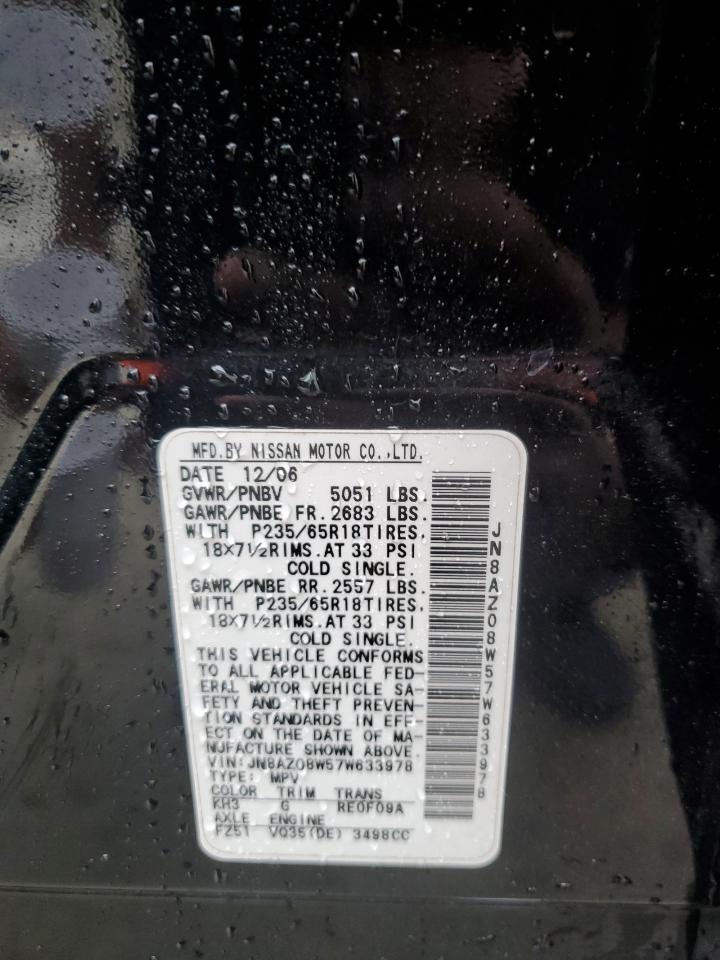 MFD.BY NISSAN MOTOR CO.,LTD.
DATE 12/06
GVWR/PNBV 5051 LBS.
GAWR/PNBE FR. 2683 LBS.
WITH P235/65R18TIRES,
18X7½RIMS.AT 33 PSI
COLD SINGLE.
GAWR/PNBE RR. 2557 LBS.
WITH P235/65R18TIRES,
18X7½RIMS.AT 33 PSI
COLD SINGLE.
THIS VEHICLE CONFORMS
TO ALL APPLICABLE FED-
ERAL MOTOR VEHICLE SA-
FETY AND THEFT PREVEN-
TION STANDARDS IN EFF-
ECT ON THE DATE OF MA-
NUFACTURE SHOWN ABOVE.
VIN:JN8AZ08W57W633978
TYPE: MPV
COLOR TRIM TRANS
KH3 G RE0F09A
AXLE ENGINE
FZ51 VQ35(DE) 3498CC
JN8AZ08W57W633978